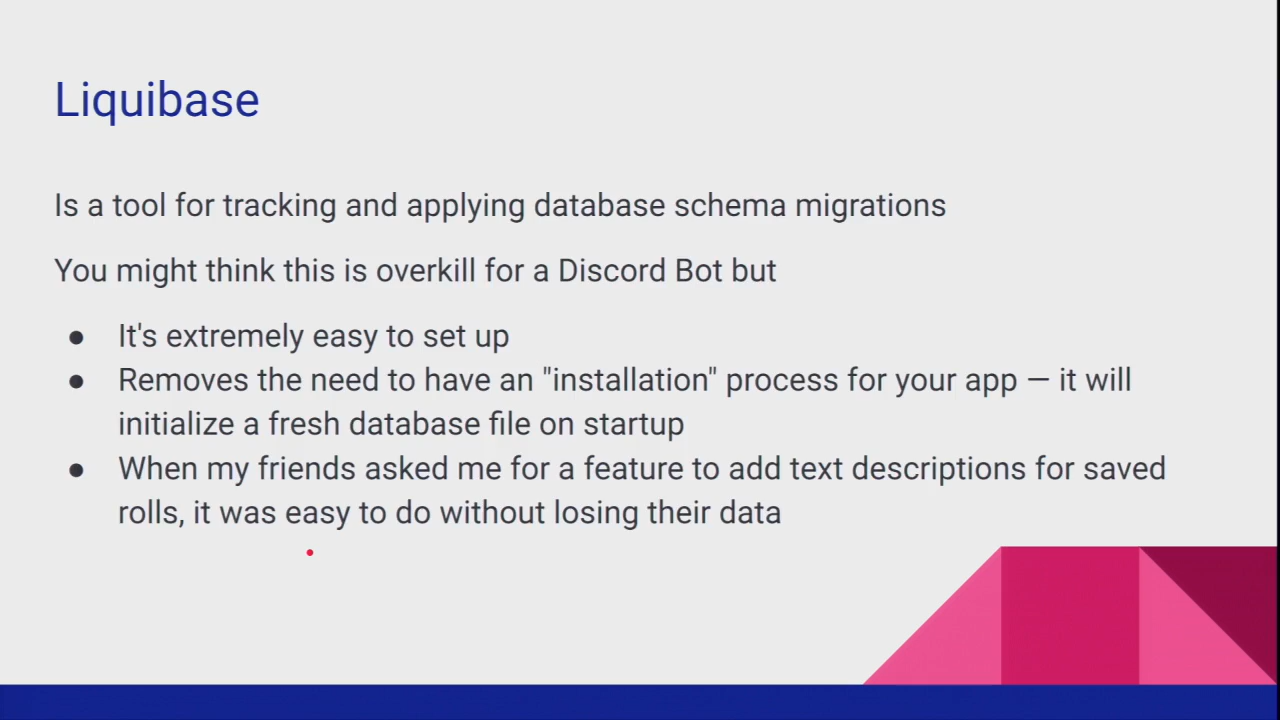 Liquibase
Is a tool for tracking and applying database schema migrations
You might think this is overkill for a Discord Bot but
● It's extremely easy to set up
● Removes the need to have an "installation" process for your app — it will
initialize a fresh database file on startup
● When my friends asked me for a feature to add text descriptions for saved
rolls, it was easy to do without losing their data